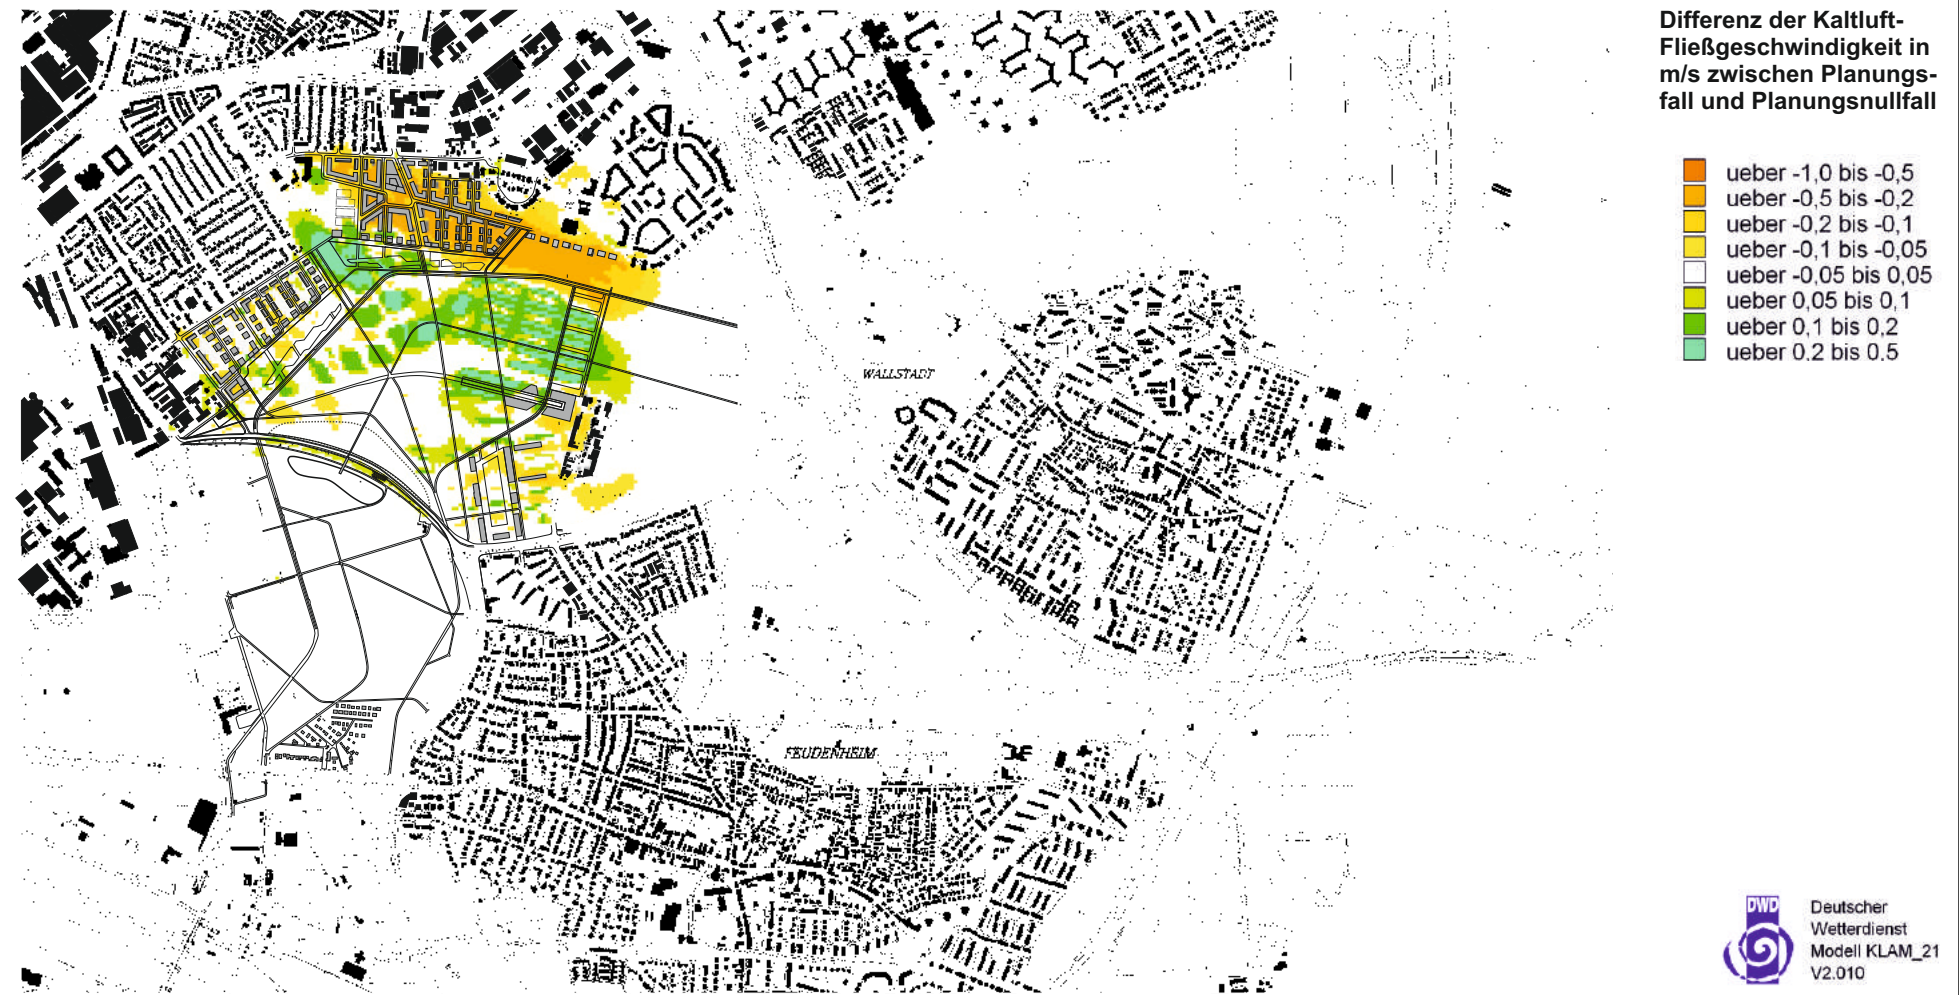 Differenz der Kaltluft-
Fließgeschwindigkeit in
m/s zwischen Planungs-
fall und Planungsnullfall
ueber -1,0 bis -0,5
ueber -0,5 bis -0,2
ueber -0,2 bis -0,1
ueber -0,1 bis -0,05
ueber -0,05 bis 0,05
ueber 0,05 bis 0,1
ueber 0,1 bis 0,2
ueber 0.2 bis 0.5
WALLSTADT
FEUDENHEIM
DWD
Deutscher
Wetterdienst
Modell KLAM_21
V2.010